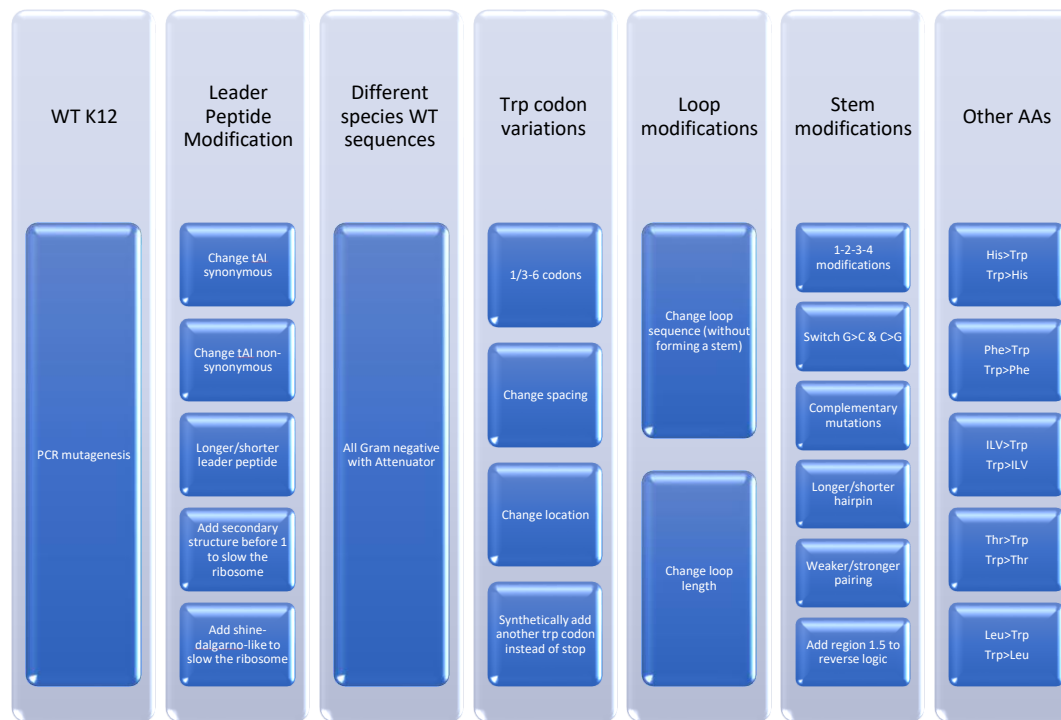 WT K12
PCR mutagenesis
Leader
Peptide
Modification
Change tAI
synonymous
Change tAI non-
synonymous
Longer/shorter
leader peptide
Add secondary
structure before 1
to slow the
ribosome
Add shine-
dalgarno-like to
slow the ribosome
Different
species WT
sequences
All Gram negative
with Attenuator
Trp codon
variations
1/3-6 codons
Change spacing
Change location
Synthetically add
another trp codon
instead of stop
Loop
modifications
Change loop
sequence (without
forming a stem)
Change loop
length
Stem
modifications
1-2-3-4
modifications
Switch G>C & C>G
Complementary
mutations
Longer/shorter
hairpin
Weaker/stronger
pairing
Add region 1.5 to
reverse logic
Other AAs
His>Trp
Trp>His
Phe>Trp
Trp>Phe
ILV>Trp
Trp>ILV
Thr>Trp
Trp>Thr
Leu>Trp
Trp>Leu